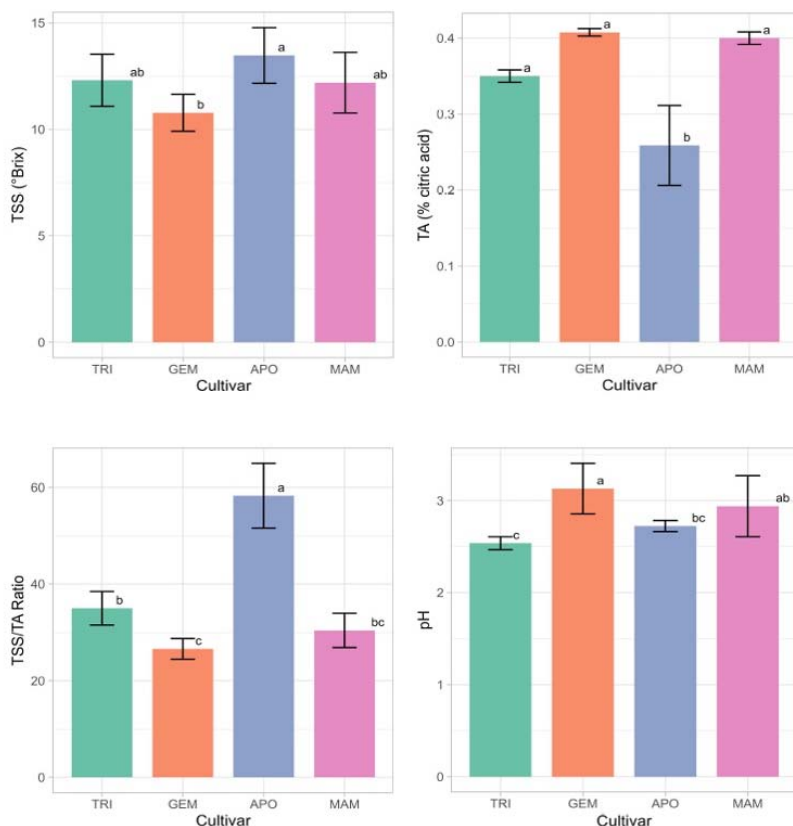 TSS (°Brix)
15
10
5
0
ab
b
a
ab
TRI GEM APO MAM
Cultivar
TA (% citric acid)
0.4
0.3
0.2
0.1
0.0
a
a
b
a
TRI GEM APO MAM
Cultivar
TSS/TA Ratio
60
40
20
0
b
c
a
bc
TRI GEM APO MAM
Cultivar
pH
3
2
1
0
c
a
bc
ab
TRI GEM APO MAM
Cultivar